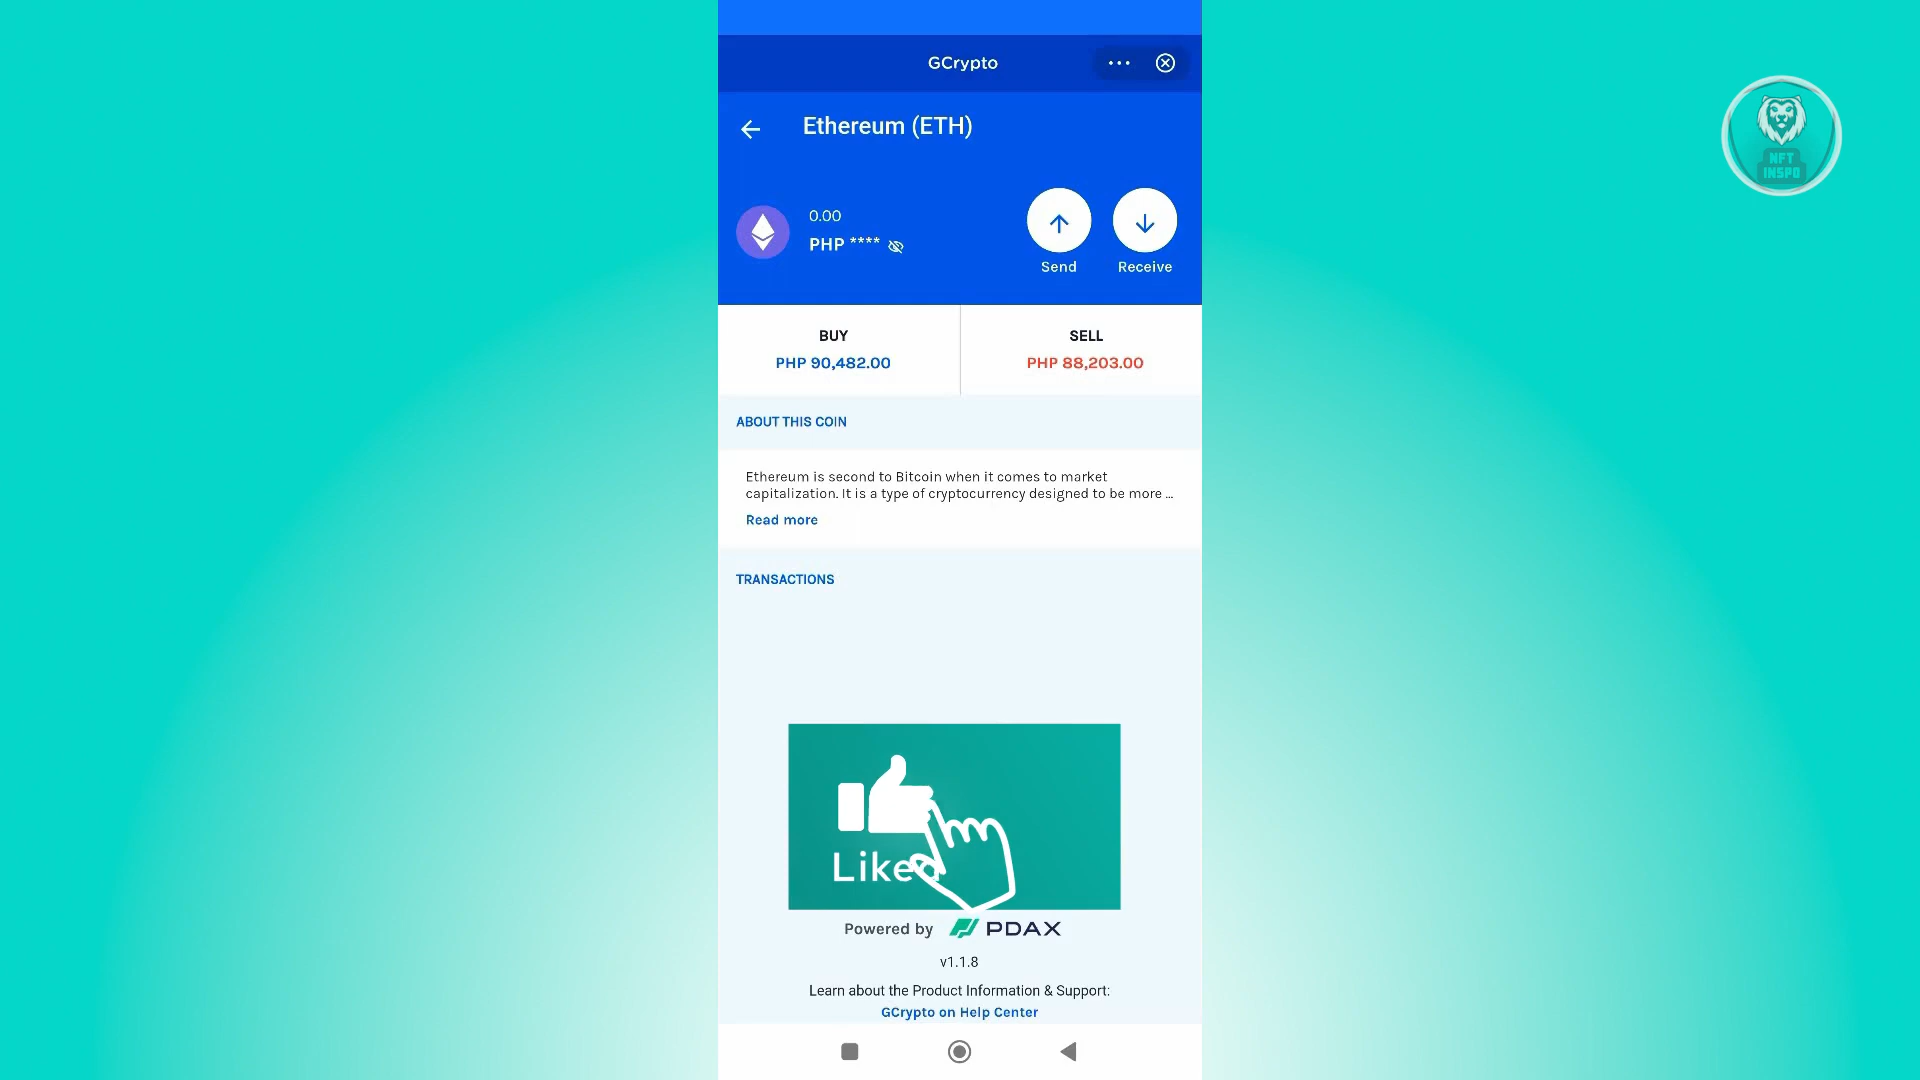 GCrypto
Ethereum (ETH)
0.00
PHP ****
Send
Receive
BUY
PHP 90,482.00
SELL
PHP 88,203.00
ABOUT THIS COIN
Ethereum is second to Bitcoin when it comes to market
capitalization. It is a type of cryptocurrency designed to be more ...
Read more
TRANSACTIONS
Liked
Powered by PDAX
v1.1.8
Learn about the Product Information & Support:
GCrypto on Help Center
NFT
INSPO